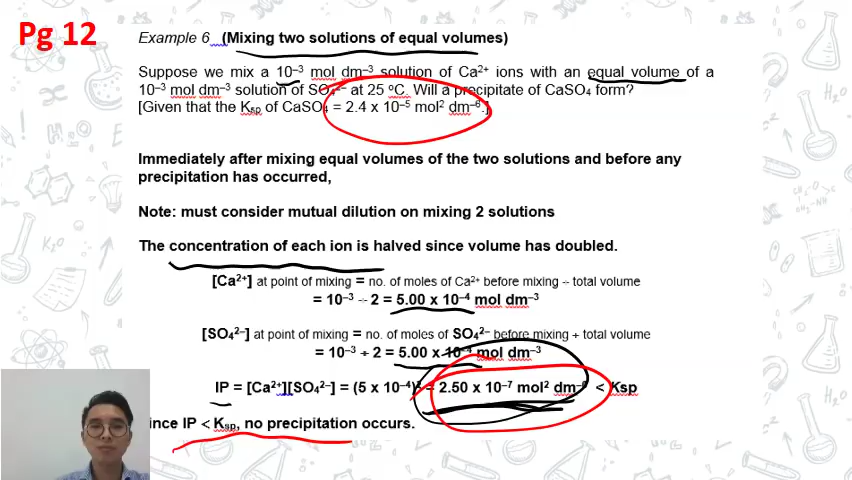 Pg 12
Example 6 (Mixing two solutions of equal volumes)
Suppose we mix a 10⁻³ mol dm⁻³ solution of Ca²⁺ ions with an equal volume of a
10⁻³ mol dm⁻³ solution of SO₄²⁻ at 25 °C. Will a precipitate of CaSO₄ form?
[Given that the Ksp of CaSO₄ = 2.4 x 10⁻⁵ mol² dm⁻⁶.]
Immediately after mixing equal volumes of the two solutions and before any
precipitation has occurred,
Note: must consider mutual dilution on mixing 2 solutions
The concentration of each ion is halved since volume has doubled.
[Ca²⁺] at point of mixing = no. of moles of Ca²⁺ before mixing ÷ total volume
= 10⁻³ ÷ 2 = 5.00 x 10⁻⁴ mol dm⁻³
[SO₄²⁻] at point of mixing = no. of moles of SO₄²⁻ before mixing ÷ total volume
= 10⁻³ ÷ 2 = 5.00 x 10⁻⁴ mol dm⁻³
IP = [Ca²⁺][SO₄²⁻] = (5 x 10⁻⁴)² = 2.50 x 10⁻⁷ mol² dm⁻⁶ < Ksp
ince IP < Ksp, no precipitation occurs.